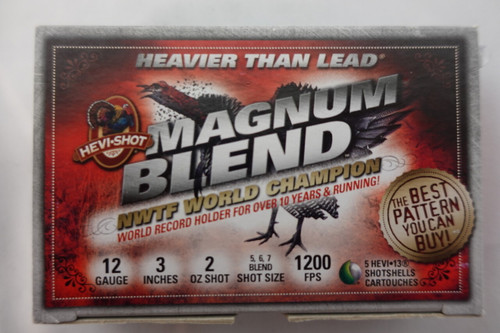 HEAVIER THAN LEAD®
HEVI-SHOT
MAGNUM
BLEND
NWTF WORLD CHAMPION
WORLD RECORD HOLDER FOR OVER 10 YEARS & RUNNING!
THE BEST
PATTERN
YOU CAN
BUY!
12
GAUGE
3
INCHES
2
OZ SHOT
5, 6, 7
BLEND
SHOT SIZE
1200
FPS
5 HEVI•13®
SHOTSHELLS
CARTOUCHES